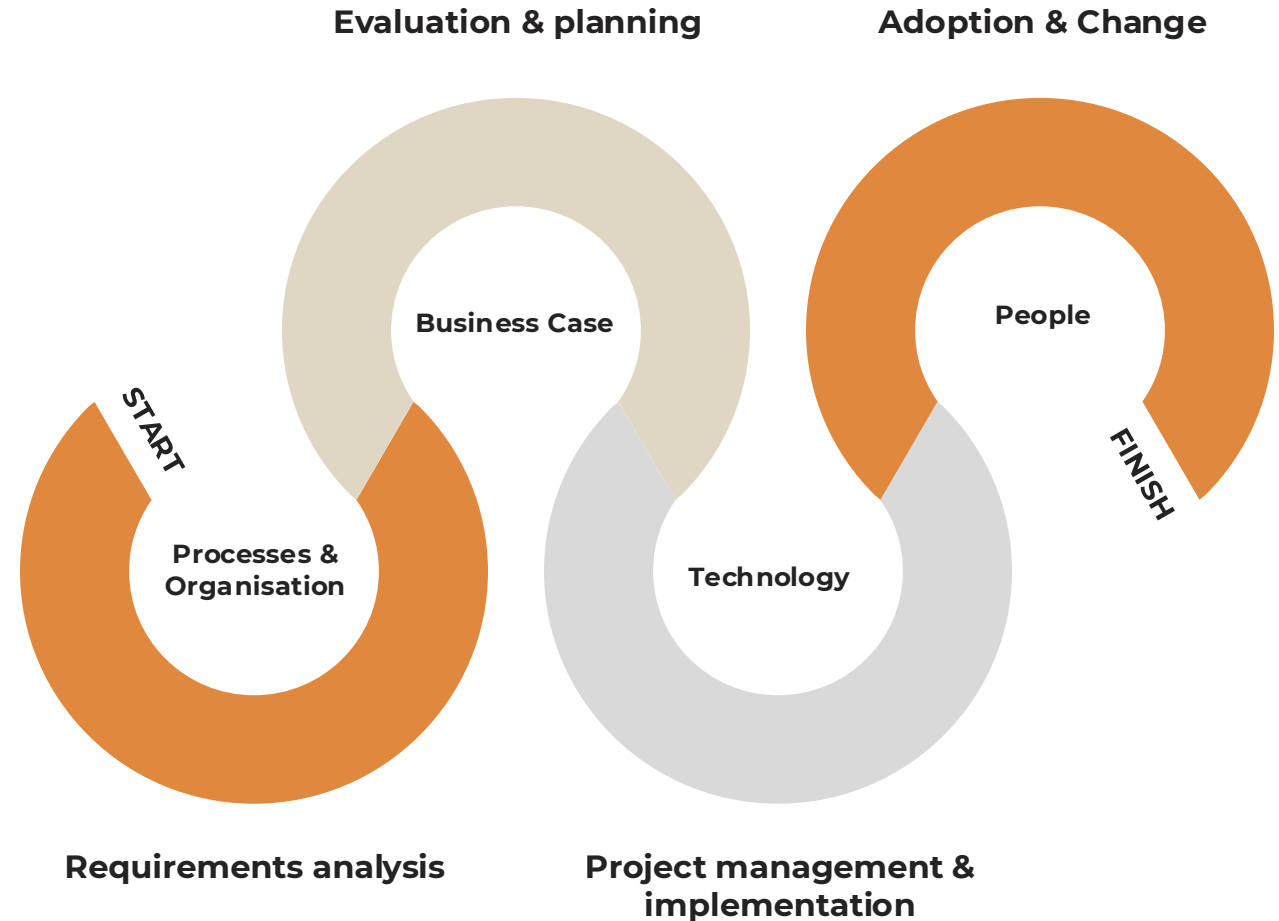 Evaluation & planning
Adoption & Change
Business Case
People
START
FINISH
Processes &
Organisation
Technology
Requirements analysis
Project management &
implementation